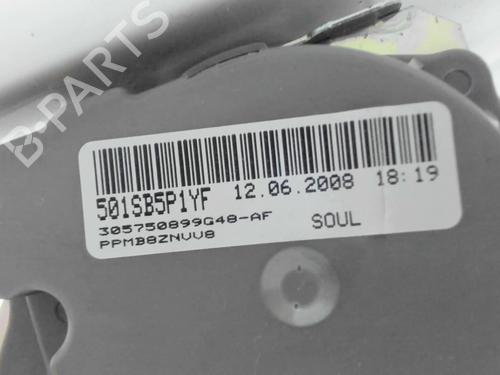 B-PARTS
501SB5P1YF 12.06.2008 18:19
305750899G48-AF SOUL
PPMB8ZNVV8